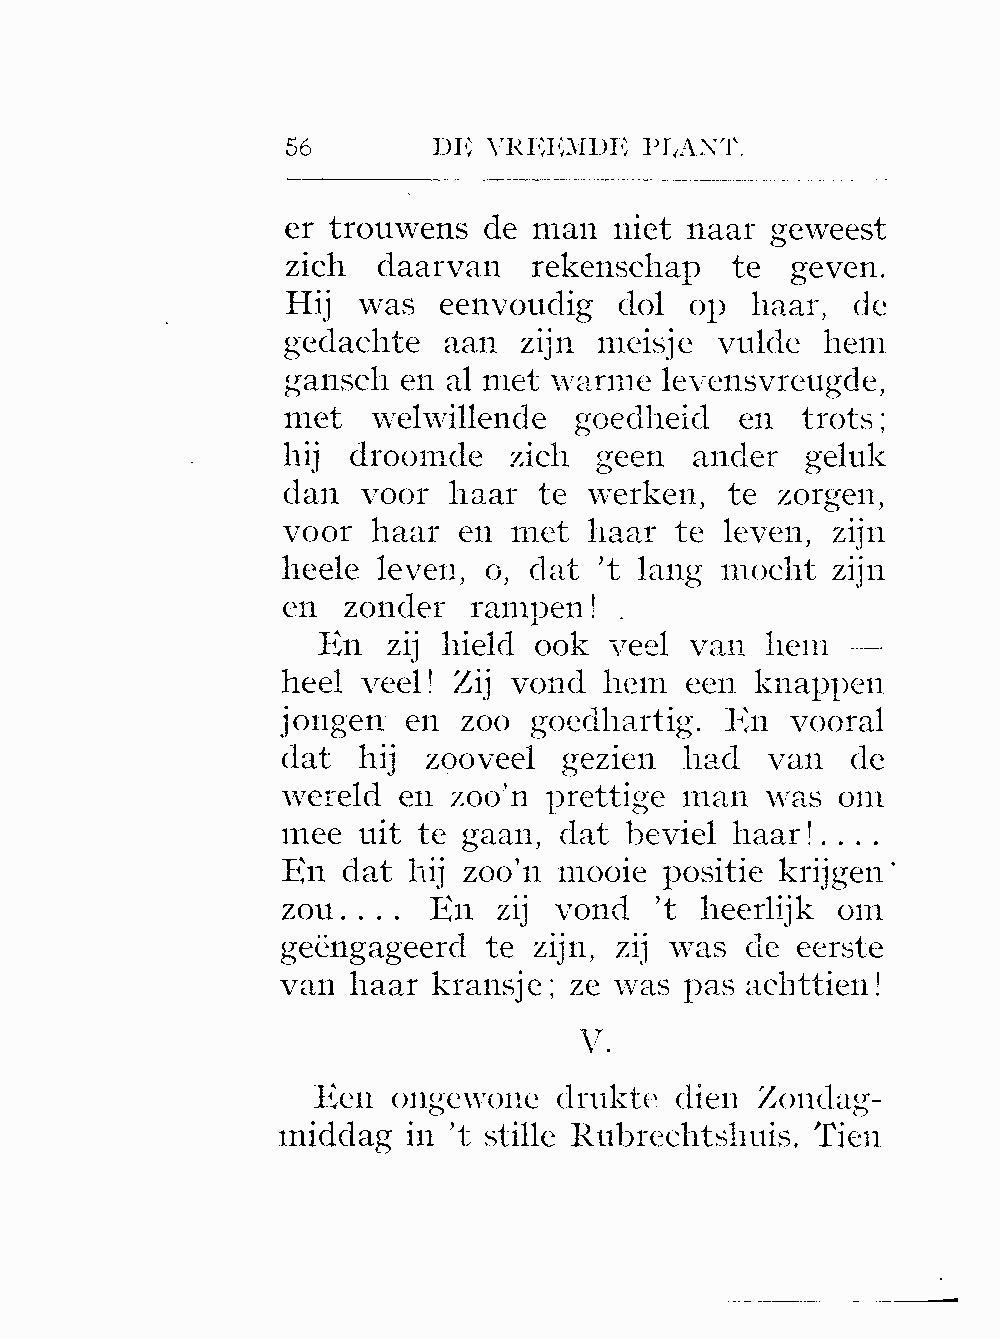 56 DE VREEMDE PLANT.
er trouwens de man niet naar geweest
zich daarvan rekenschap te geven.
Hij was eenvoudig dol op haar, de
gedachte aan zijn meisje vulde hem
gansch en al met warme levensvreugde,
met welwillende goedheid en trots;
hij droomde zich geen ander geluk
dan voor haar te werken, te zorgen,
voor haar en met haar te leven, zijn
heele leven, o, dat 't lang mocht zijn
en zonder rampen!
En zij hield ook veel van hem —
heel veel! Zij vond hem een knappen
jongen en zoo goedhartig. En vooral
dat hij zooveel gezien had van de
wereld en zoo'n prettige man was om
mee uit te gaan, dat beviel haar!....
En dat hij zoo'n mooie positie krijgen
zou.... En zij vond 't heerlijk om
geëngageerd te zijn, zij was de eerste
van haar kransje; ze was pas achttien!
V.
Een ongewone drukte dien Zondag-
middag in 't stille Rubrechtshuis. Tien